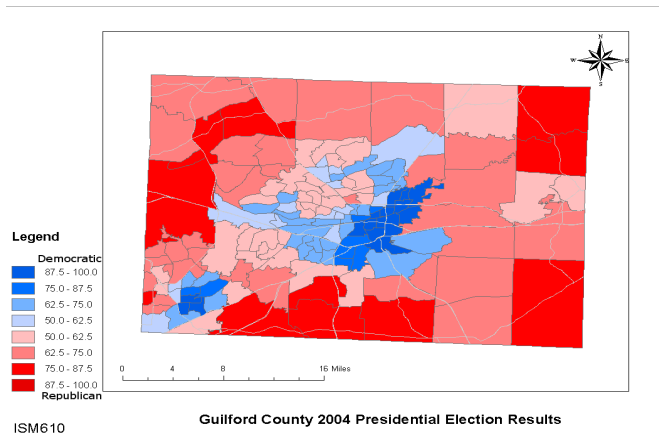 N
W E
S
Legend
Democratic
87.5 - 100.0
75.0 - 87.5
62.5 - 75.0
50.0 - 62.5
50.0 - 62.5
62.5 - 75.0
75.0 - 87.5
87.5 - 100.0
Republican
0 4 8 16 Miles
Guilford County 2004 Presidential Election Results
ISM610